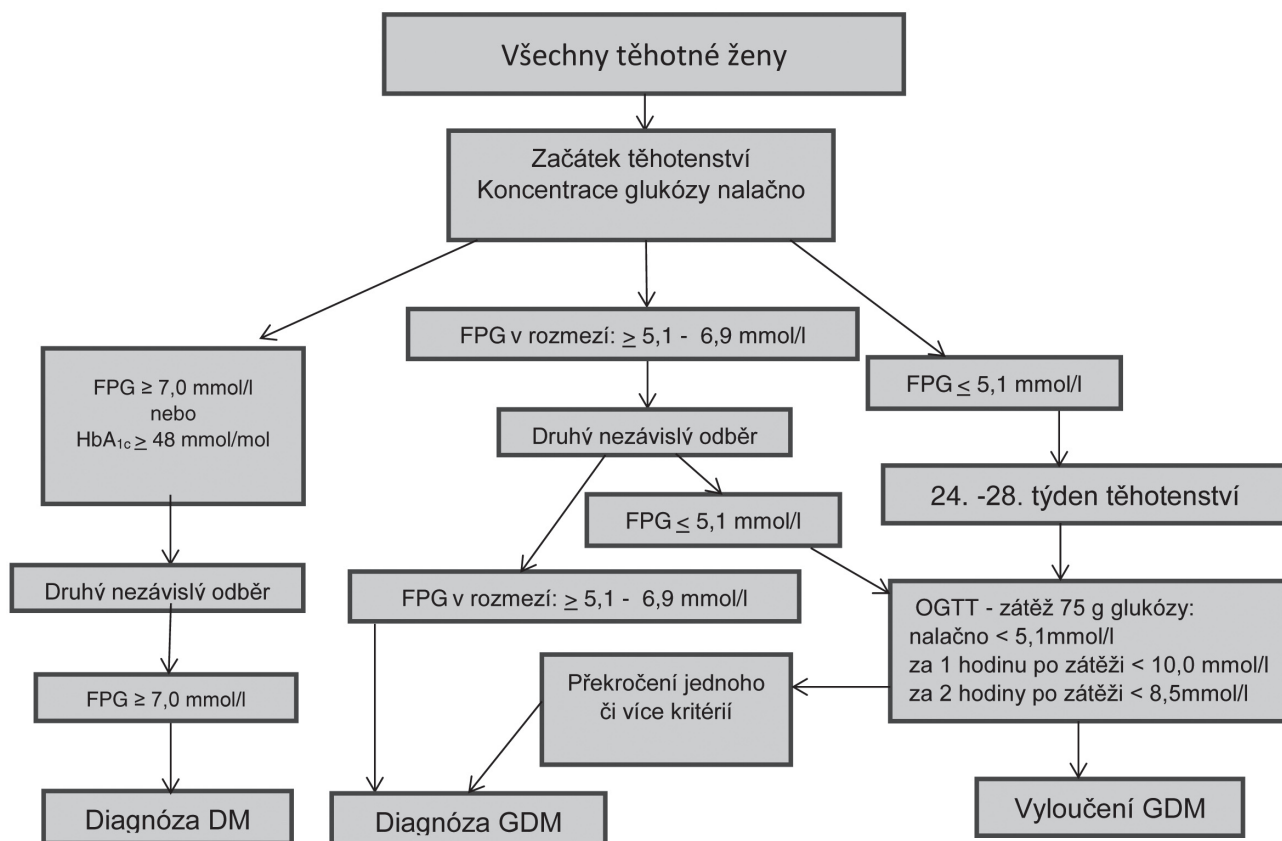 Všechny těhotné ženy
Začátek těhotenství
Koncentrace glukózy nalačno
FPG ≥ 7,0 mmol/l
nebo
HbA1c ≥ 48 mmol/mol
Druhý nezávislý odběr
FPG ≥ 7,0 mmol/l
Diagnóza DM
FPG v rozmezí: ≥ 5,1 - 6,9 mmol/l
Druhý nezávislý odběr
FPG ≤ 5,1 mmol/l
FPG v rozmezí: ≥ 5,1 - 6,9 mmol/l
Překročení jednoho
či více kritérií
Diagnóza GDM
FPG ≤ 5,1 mmol/l
24. -28. týden těhotenství
OGTT - zátěž 75 g glukózy:
nalačno < 5,1mmol/l
za 1 hodinu po zátěži < 10,0 mmol/l
za 2 hodiny po zátěži < 8,5mmol/l
Vyloučení GDM